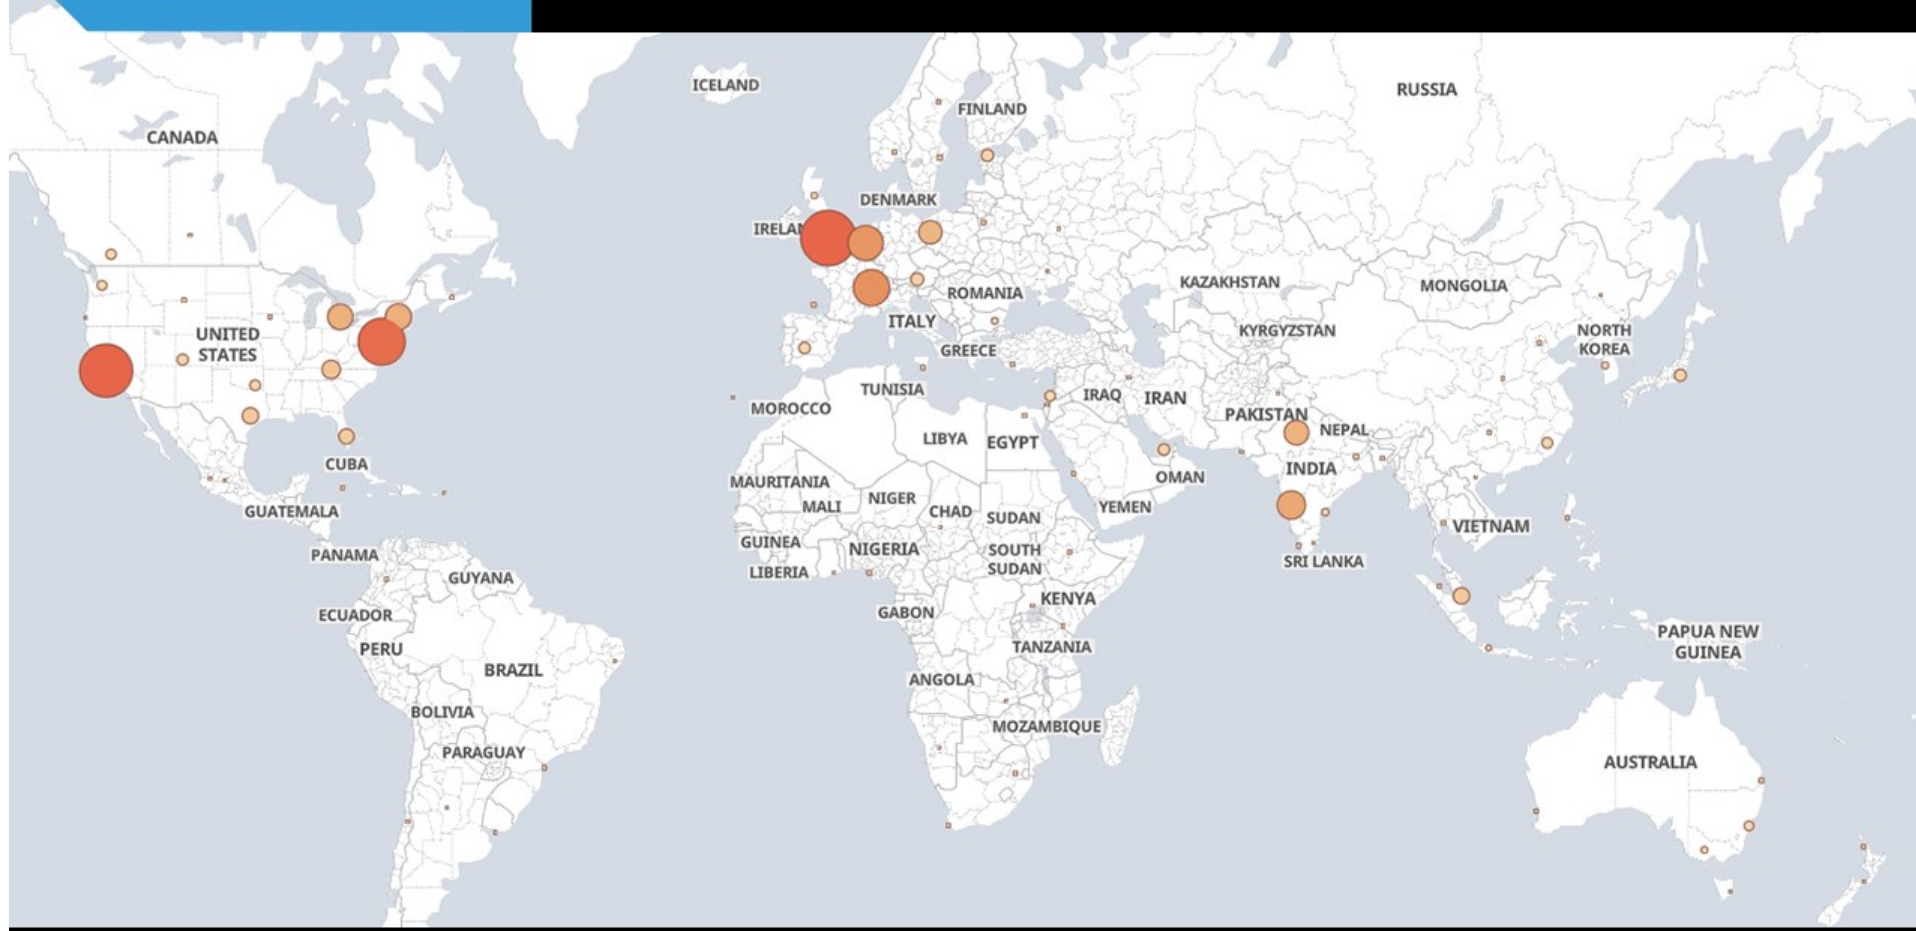 ICELAND
RUSSIA
FINLAND
CANADA
DENMARK
IRELAN
KAZAKHSTAN
MONGOLIA
ROMANIA
ITALY
KYRGYZSTAN
NORTH
KOREA
UNITED
STATES
GREECE
TUNISIA
IRAQ
IRAN
MOROCCO
PAKISTAN
NEPAL
LIBYA
EGYPT
CUBA
INDIA
OMAN
MAURITANIA
NIGER
MALI
YEMEN
GUATEMALA
CHAD
SUDAN
VIETNAM
GUINEA
NIGERIA
SOUTH
SUDAN
PANAMA
SRI LANKA
LIBERIA
GUYANA
KENYA
GABON
ECUADOR
PAPUA NEW
GUINEA
PERU
TANZANIA
BRAZIL
ANGOLA
BOLIVIA
MOZAMBIQUE
PARAGUAY
AUSTRALIA